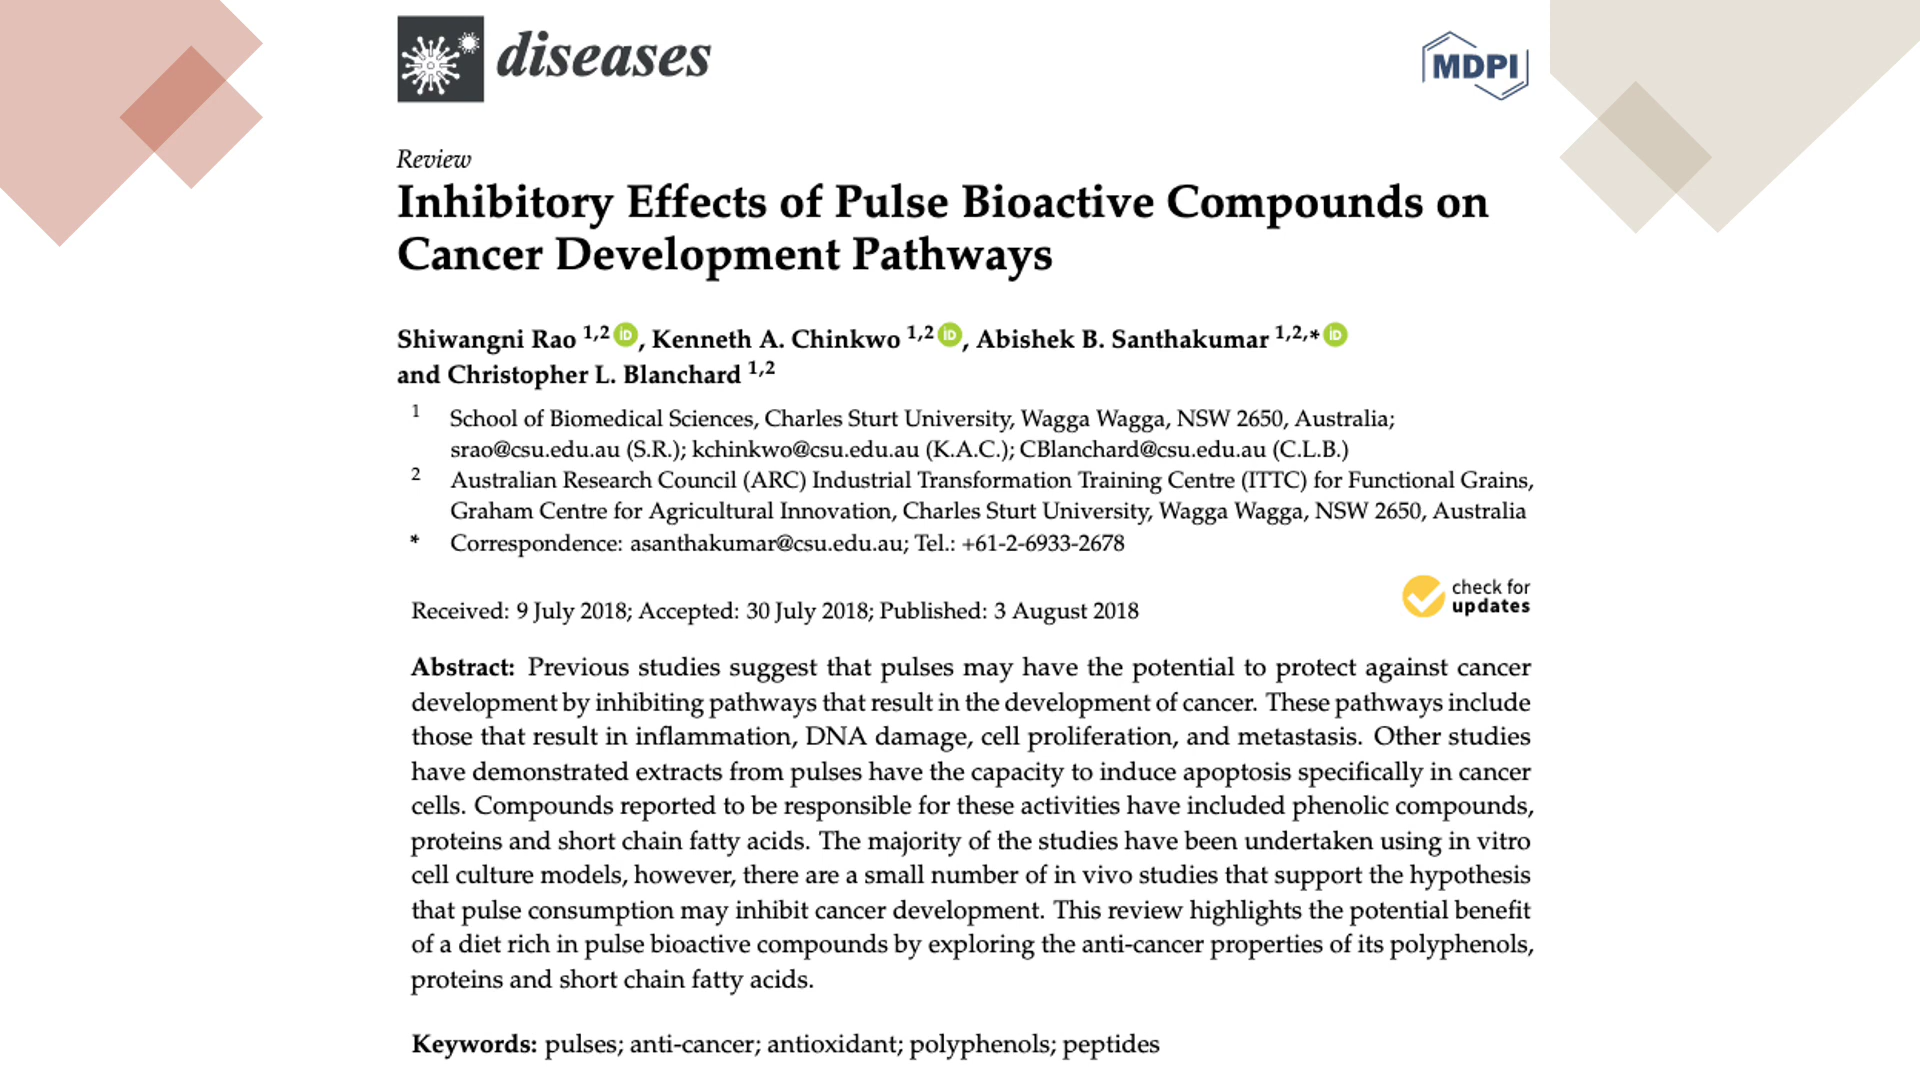 diseases
MDPI
Review
Inhibitory Effects of Pulse Bioactive Compounds on
Cancer Development Pathways
Shiwangni Rao 1,2 iD, Kenneth A. Chinkwo 1,2 iD, Abishek B. Santhakumar 1,2,* iD
and Christopher L. Blanchard 1,2
1 School of Biomedical Sciences, Charles Sturt University, Wagga Wagga, NSW 2650, Australia;
srao@csu.edu.au (S.R.); kchinkwo@csu.edu.au (K.A.C.); CBlanchard@csu.edu.au (C.L.B.)
2 Australian Research Council (ARC) Industrial Transformation Training Centre (ITTC) for Functional Grains,
Graham Centre for Agricultural Innovation, Charles Sturt University, Wagga Wagga, NSW 2650, Australia
* Correspondence: asanthakumar@csu.edu.au; Tel.: +61-2-6933-2678
check for
updates
Received: 9 July 2018; Accepted: 30 July 2018; Published: 3 August 2018
Abstract: Previous studies suggest that pulses may have the potential to protect against cancer
development by inhibiting pathways that result in the development of cancer. These pathways include
those that result in inflammation, DNA damage, cell proliferation, and metastasis. Other studies
have demonstrated extracts from pulses have the capacity to induce apoptosis specifically in cancer
cells. Compounds reported to be responsible for these activities have included phenolic compounds,
proteins and short chain fatty acids. The majority of the studies have been undertaken using in vitro
cell culture models, however, there are a small number of in vivo studies that support the hypothesis
that pulse consumption may inhibit cancer development. This review highlights the potential benefit
of a diet rich in pulse bioactive compounds by exploring the anti-cancer properties of its polyphenols,
proteins and short chain fatty acids.
Keywords: pulses; anti-cancer; antioxidant; polyphenols; peptides